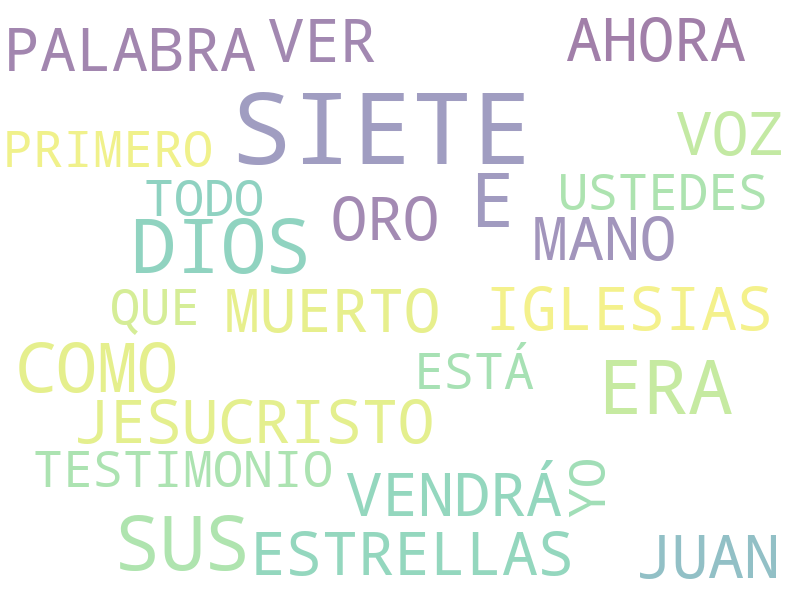 PALABRA VER AHORA
SIETE
PRIMERO VOZ
TODO ORO E USTEDES
DIOS MANO
QUE MUERTO IGLESIAS
COMO ESTÁ ERA
JESUCRISTO
TESTIMONIO VENDRÁ YO
SUS ESTRELLAS JUAN